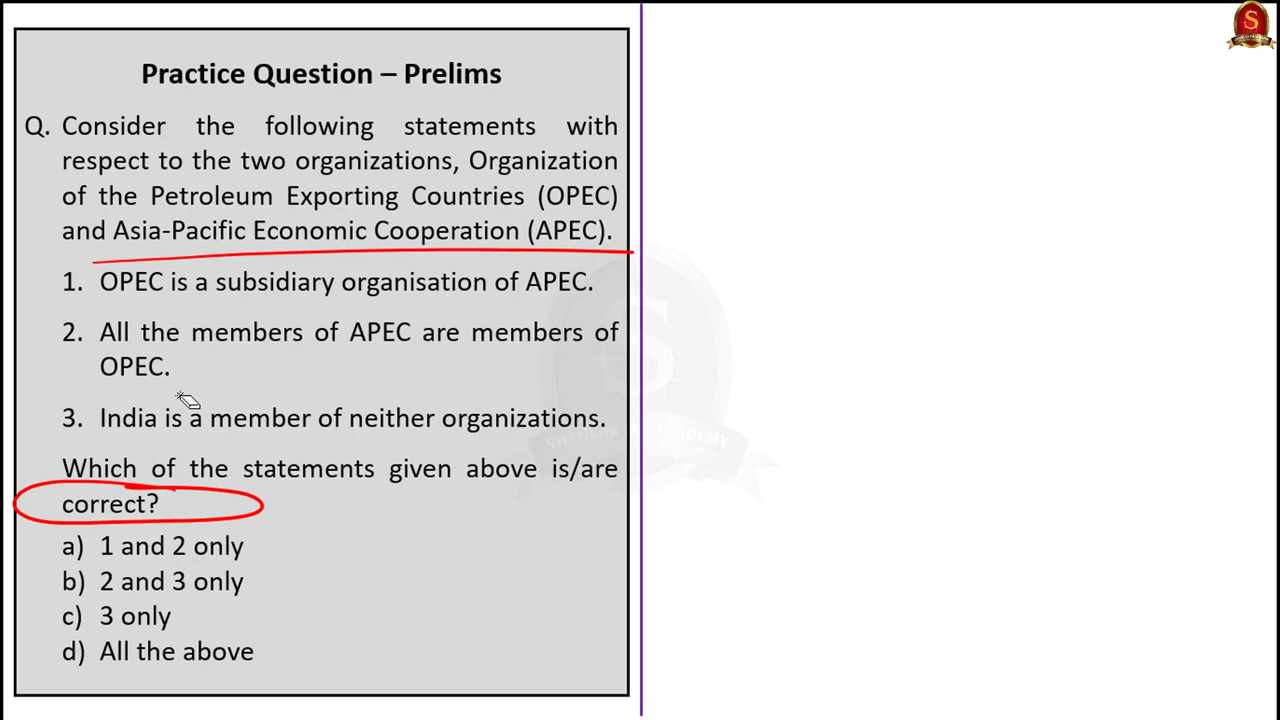 Practice Question – Prelims
Q. Consider the following statements with
respect to the two organizations, Organization
of the Petroleum Exporting Countries (OPEC)
and Asia-Pacific Economic Cooperation (APEC).
1. OPEC is a subsidiary organisation of APEC.
2. All the members of APEC are members of
OPEC.
3. India is a member of neither organizations.
Which of the statements given above is/are
correct?
a) 1 and 2 only
b) 2 and 3 only
c) 3 only
d) All the above
S
S